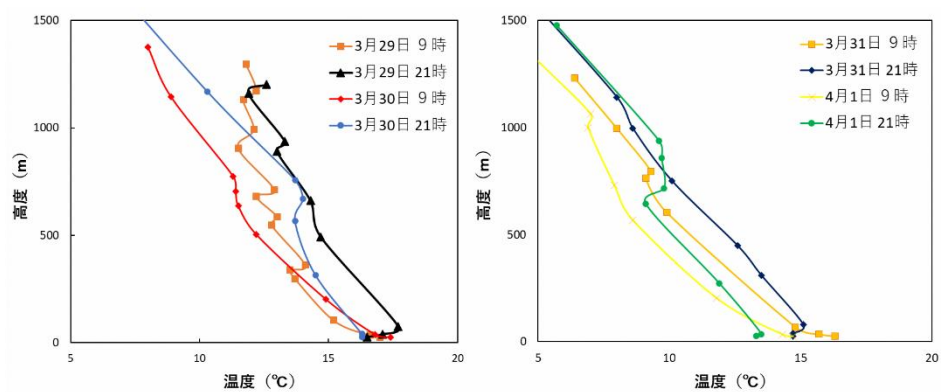 1500
1000
500
0
5
10
15
20
高度（m）
温度（℃）
3月29日 9時
3月29日 21時
3月30日 9時
3月30日 21時
1500
1000
500
0
5
10
15
20
高度（m）
温度（℃）
3月31日 9時
3月31日 21時
4月1日 9時
4月1日 21時